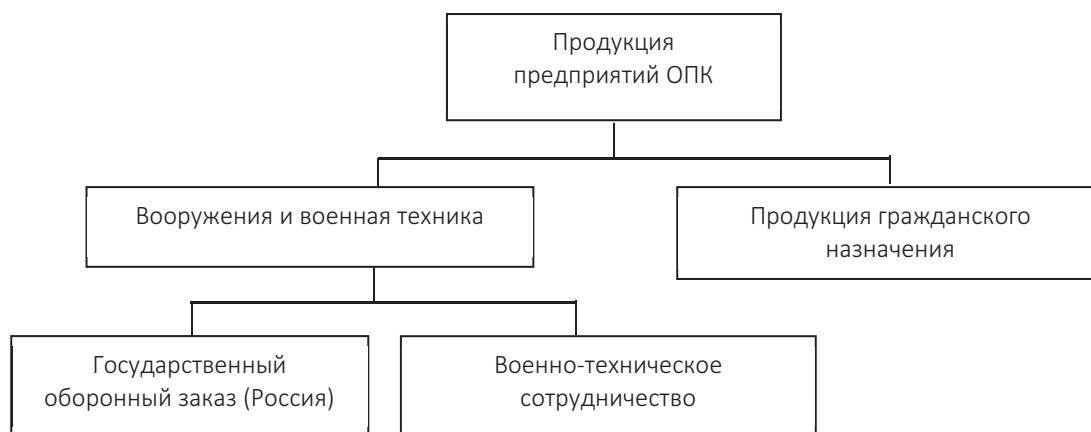 Продукция
предприятий ОПК
Вооружения и военная техника
Продукция гражданского
назначения
Государственный
оборонный заказ (Россия)
Военно-техническое
сотрудничество